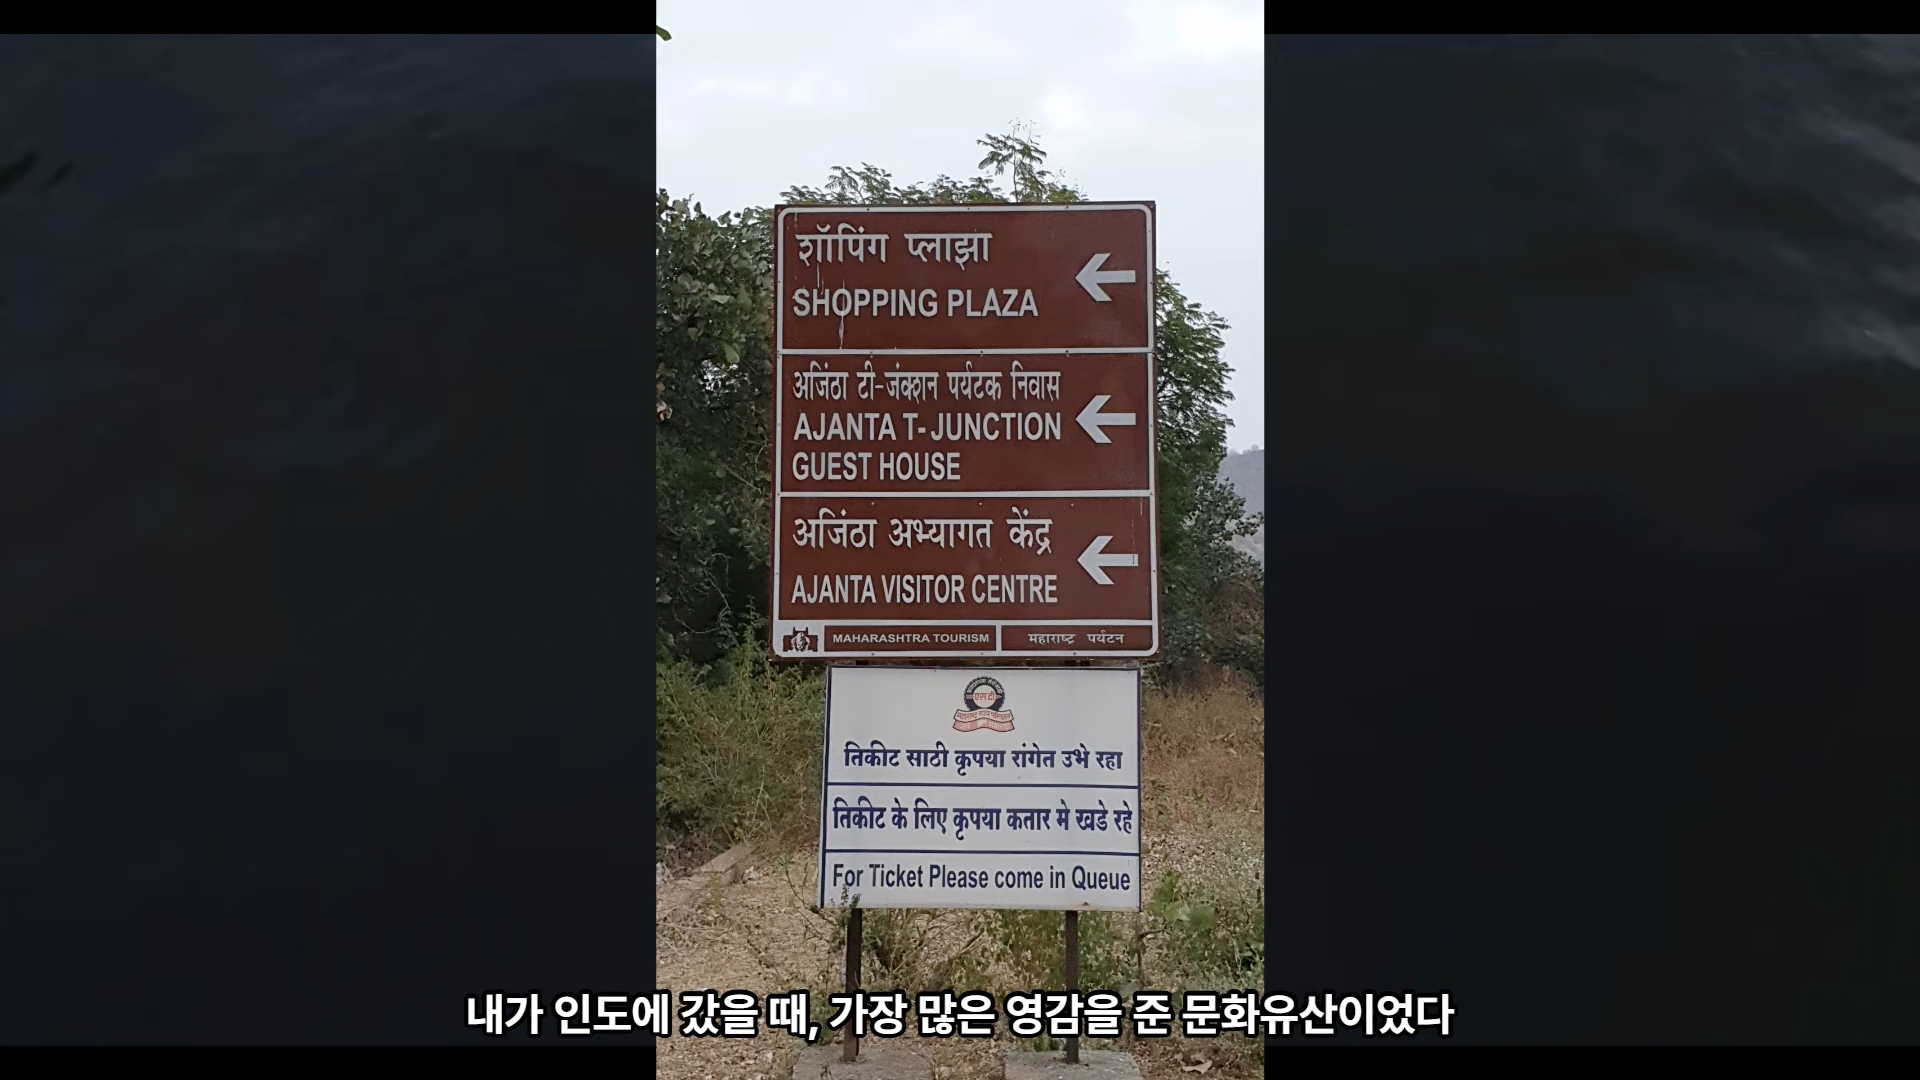 शॉपिंग प्लाझा
SHOPPING PLAZA
अजिंठा टी-जंक्शन पर्यटक निवास
AJANTA T-JUNCTION
GUEST HOUSE
अजिंठा अभ्यागत केंद्र
AJANTA VISITOR CENTRE
MAHARASHTRA TOURISM
महाराष्ट्र पर्यटन
एस टी
तिकीट साठी कृपया रांगेत उभे रहा
तिकीट के लिए कृपया कतार मे खडे रहे
For Ticket Please come in Queue
내가 인도에 갔을 때, 가장 많은 영감을 준 문화유산이었다